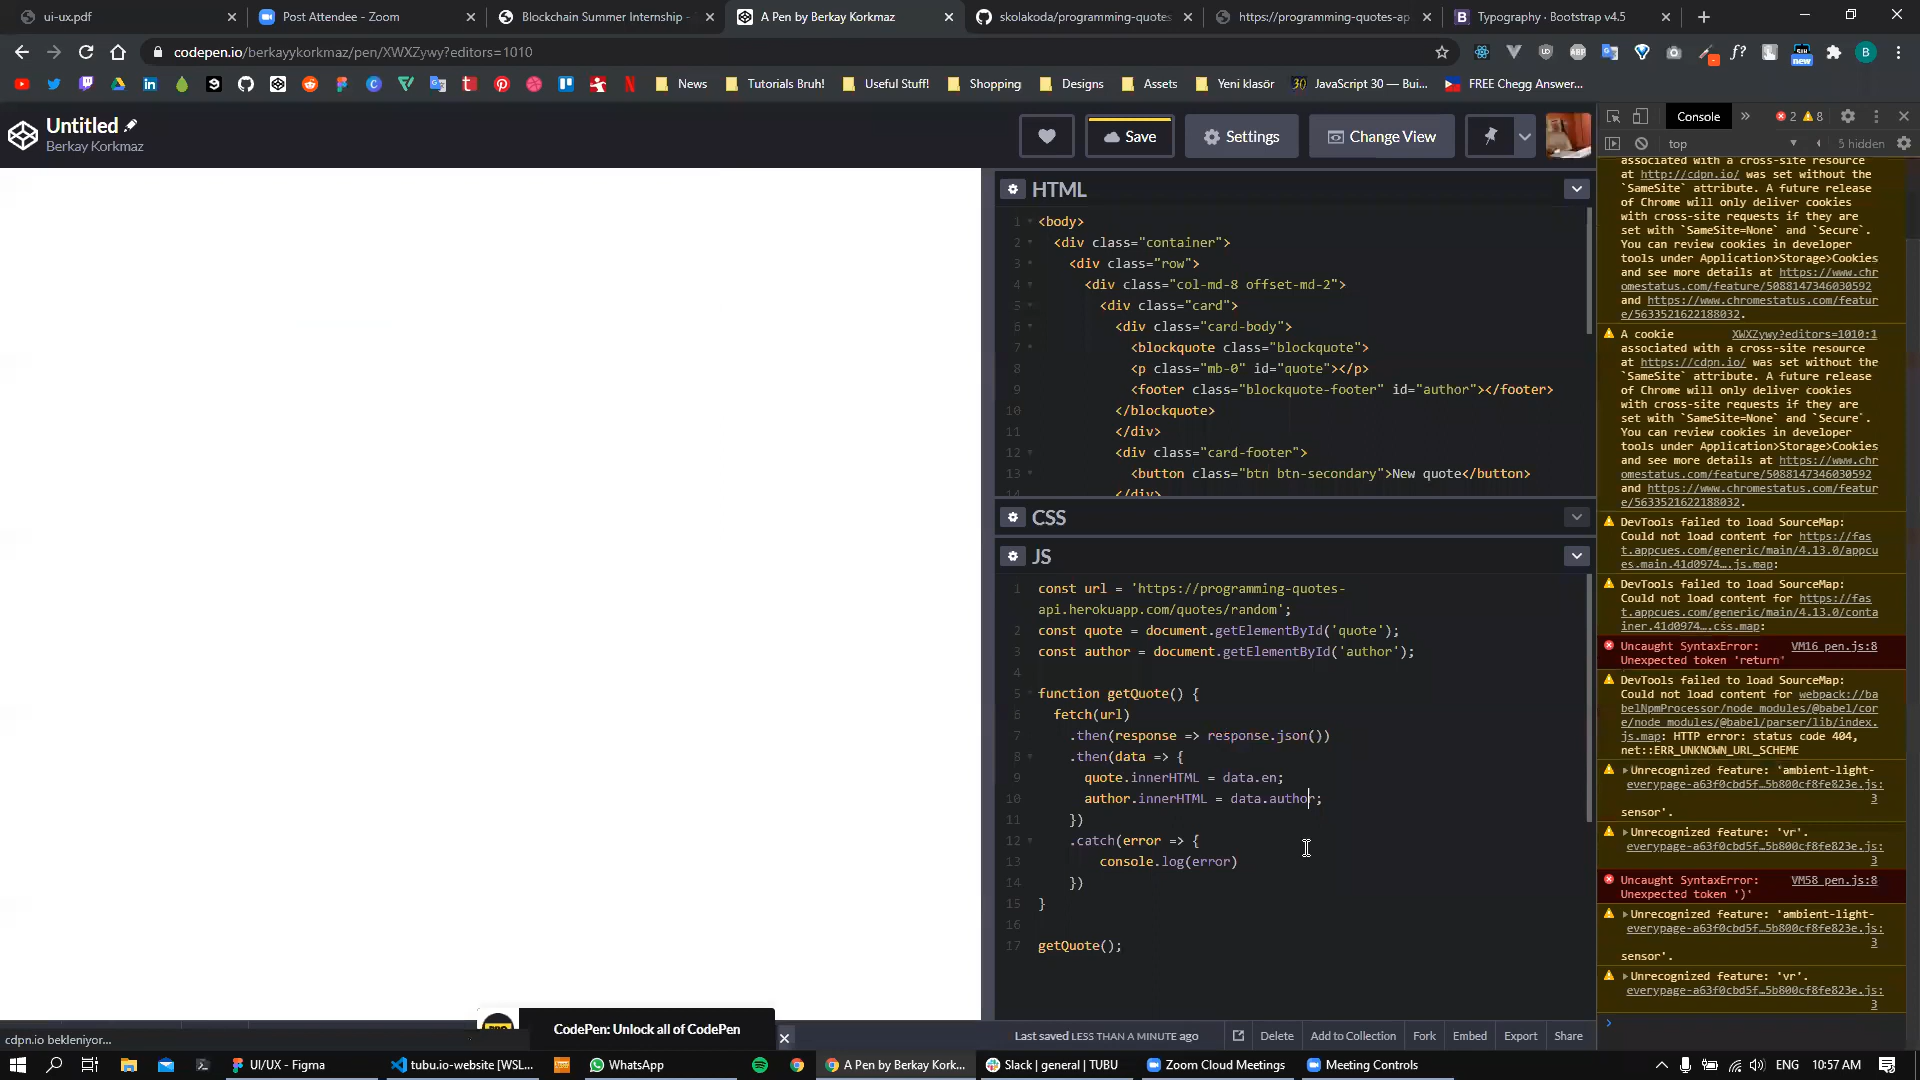 ui-ux.pdf
Post Attendee - Zoom
Blockchain Summer Internship -
A Pen by Berkay Korkmaz
skolakoda/programming-quotes
https://programming-quotes-ap
Typography · Bootstrap v4.5
codepen.io/berkayykorkmaz/pen/XWXZywy?editors=1010
News
Tutorials Bruh!
Useful Stuff!
Shopping
Designs
Assets
Yeni klasör
JavaScript 30 — Bui...
FREE Chegg Answer...
Untitled
Berkay Korkmaz
Save
Settings
Change View
HTML
1 <body>
2 <div class="container">
3 <div class="row">
4 <div class="col-md-8 offset-md-2">
5 <div class="card">
6 <div class="card-body">
7 <blockquote class="blockquote">
8 <p class="mb-0" id="quote"></p>
9 <footer class="blockquote-footer" id="author"></footer>
10 </blockquote>
11 </div>
12 <div class="card-footer">
13 <button class="btn btn-secondary">New quote</button>
14 </div>
CSS
JS
1 const url = 'https://programming-quotes-
api.herokuapp.com/quotes/random';
2 const quote = document.getElementById('quote');
3 const author = document.getElementById('author');
4
5 function getQuote() {
6 fetch(url)
7 .then(response => response.json())
8 .then(data => {
9 quote.innerHTML = data.en;
10 author.innerHTML = data.author;
11 })
12 .catch(error => {
13 console.log(error)
14 })
15 }
16
17 getQuote();
Console
2 8
top
5 hidden
associated with a cross-site resource
at http://cdpn.io/ was set without the
`SameSite` attribute. A future release
of Chrome will only deliver cookies
with cross-site requests if they are
set with `SameSite=None` and `Secure`.
You can review cookies in developer
tools under Application>Storage>Cookies
and see more details at https://www.chr
omestatus.com/feature/5088147346030592
and https://www.chromestatus.com/featur
e/5633521622188032.
A cookie XWXZywy?editors=1010:1
associated with a cross-site resource
at https://cdpn.io/ was set without the
`SameSite` attribute. A future release
of Chrome will only deliver cookies
with cross-site requests if they are
set with `SameSite=None` and `Secure`.
You can review cookies in developer
tools under Application>Storage>Cookies
and see more details at https://www.chr
omestatus.com/feature/5088147346030592
and https://www.chromestatus.com/featur
e/5633521622188032.
DevTools failed to load SourceMap:
Could not load content for https://fas
t.appcues.com/generic/main/4.13.0/appcu
es.main.41d0974….js.map:
DevTools failed to load SourceMap:
Could not load content for https://fas
t.appcues.com/generic/main/4.13.0/conta
iner.41d0974….css.map:
Uncaught SyntaxError: VM16 pen.js:8
Unexpected token 'return'
DevTools failed to load SourceMap:
Could not load content for webpack://ba
belNpmProcessor/node_modules/@babel/cor
e/node_modules/@babel/parser/lib/index.
js.map: HTTP error: status code 404,
net::ERR_UNKNOWN_URL_SCHEME
Unrecognized feature: 'ambient-light-
everypage-a63f0cbd5f…5b800cf8fe823e.js:
3
sensor'.
Unrecognized feature: 'vr'.
everypage-a63f0cbd5f…5b800cf8fe823e.js:
3
Uncaught SyntaxError: VM58 pen.js:8
Unexpected token ')'
Unrecognized feature: 'ambient-light-
everypage-a63f0cbd5f…5b800cf8fe823e.js:
3
sensor'.
Unrecognized feature: 'vr'.
everypage-a63f0cbd5f…5b800cf8fe823e.js:
3
CodePen: Unlock all of CodePen
cdpn.io bekleniyor...
Last saved LESS THAN A MINUTE ago
Delete
Add to Collection
Fork
Embed
Export
Share
UI/UX - Figma
tubu.io-website [WSL...
WhatsApp
A Pen by Berkay Kork...
Slack | general | TUBU
Zoom Cloud Meetings
Meeting Controls
ENG
10:57 AM